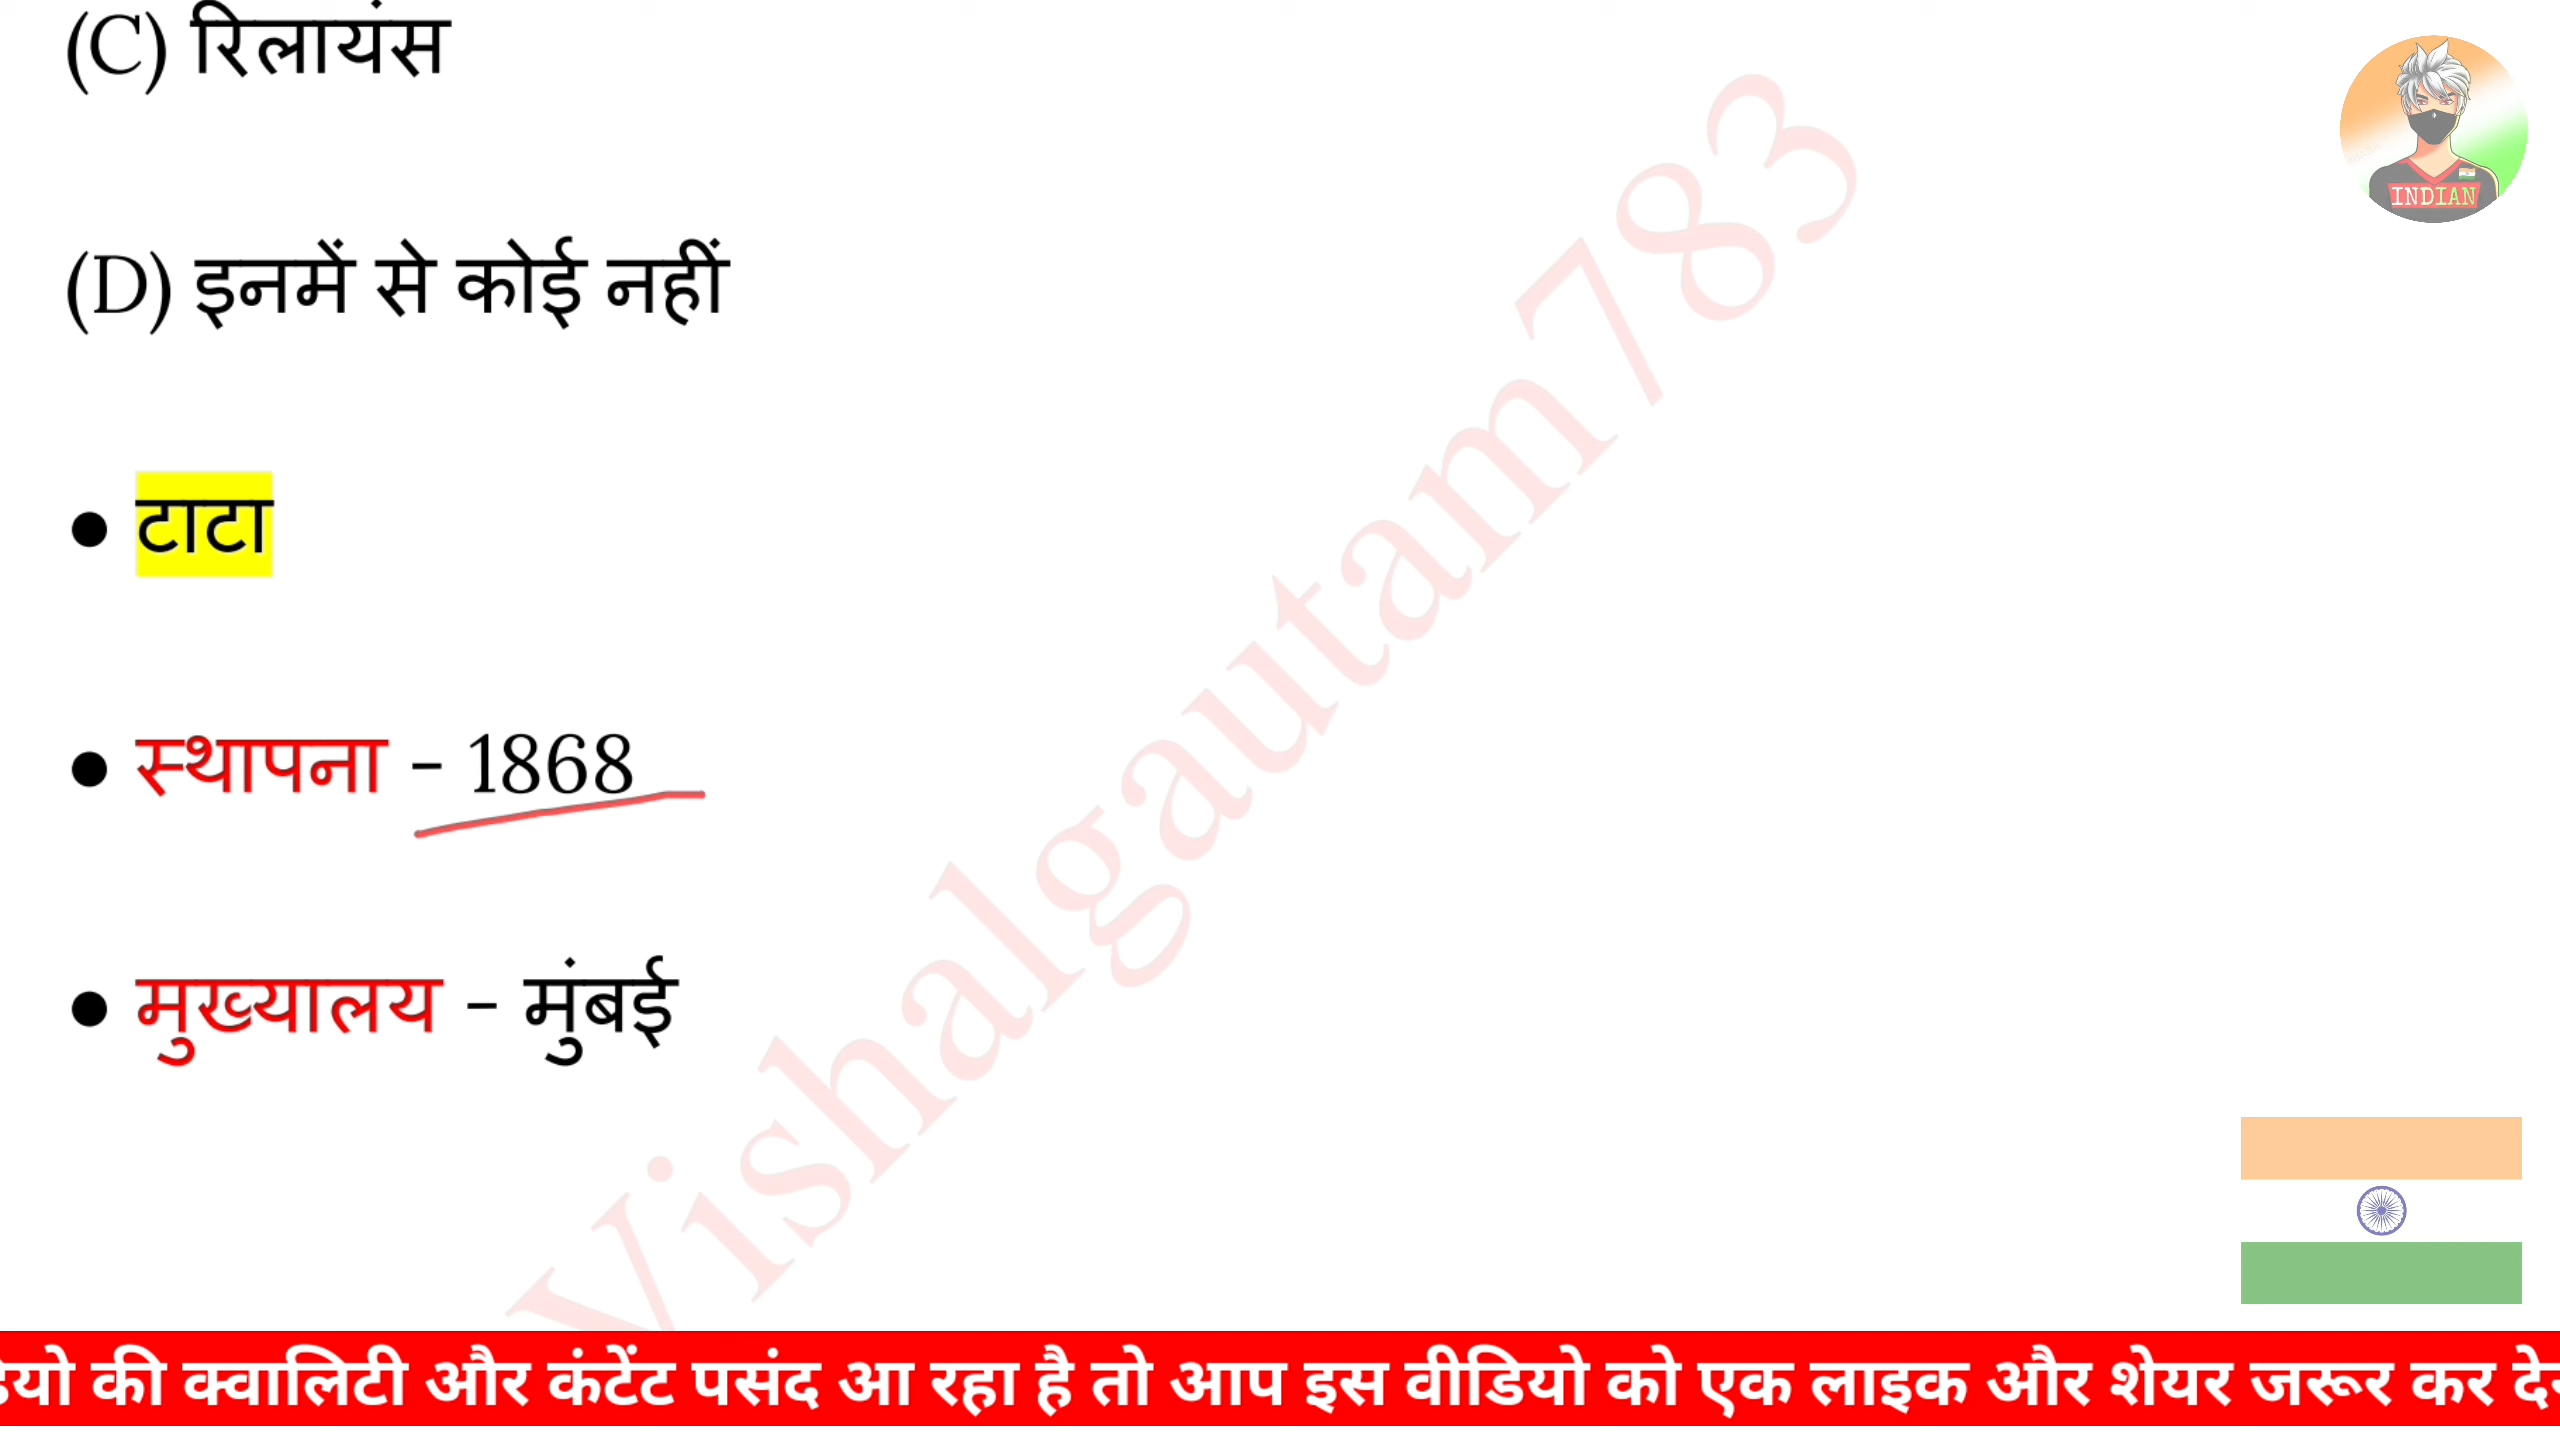 (C) रिलायंस
INDIAN
(D) इनमें से कोई नहीं
● टाटा
● स्थापना - 1868
● मुख्यालय - मुंबई
Vishalgautam783
की क्वालिटी और कंटेंट पसंद आ रहा है तो आप इस वीडियो को एक लाइक और शेयर जरूर कर